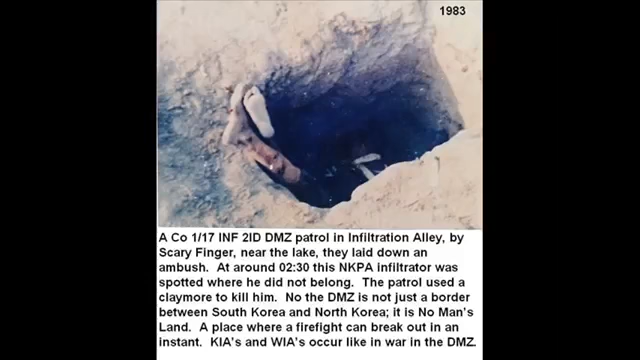 1983
A Co 1/17 INF 2ID DMZ patrol in Infiltration Alley, by
Scary Finger, near the lake, they laid down an
ambush.  At around 02:30 this NKPA infiltrator was
spotted where he did not belong.  The patrol used a
claymore to kill him.  No the DMZ is not just a border
between South Korea and North Korea; it is No Man's
Land.  A place where a firefight can break out in an
instant.  KIA's and WIA's occur like in war in the DMZ.